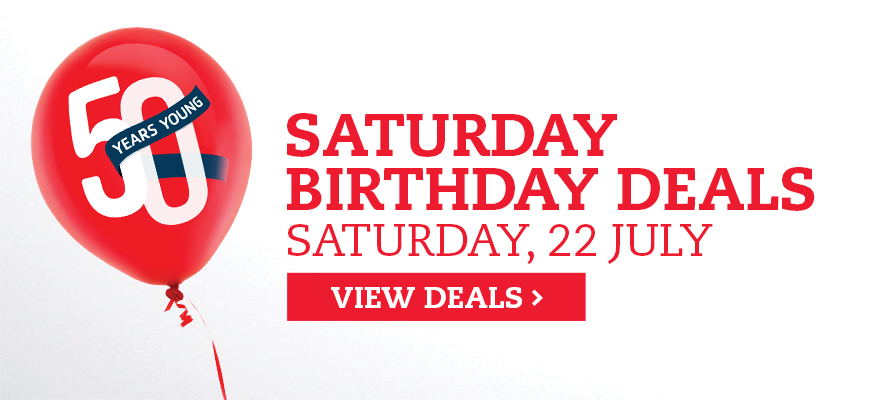 50
YEARS YOUNG
SATURDAY
BIRTHDAY DEALS
SATURDAY, 22 JULY
VIEW DEALS >